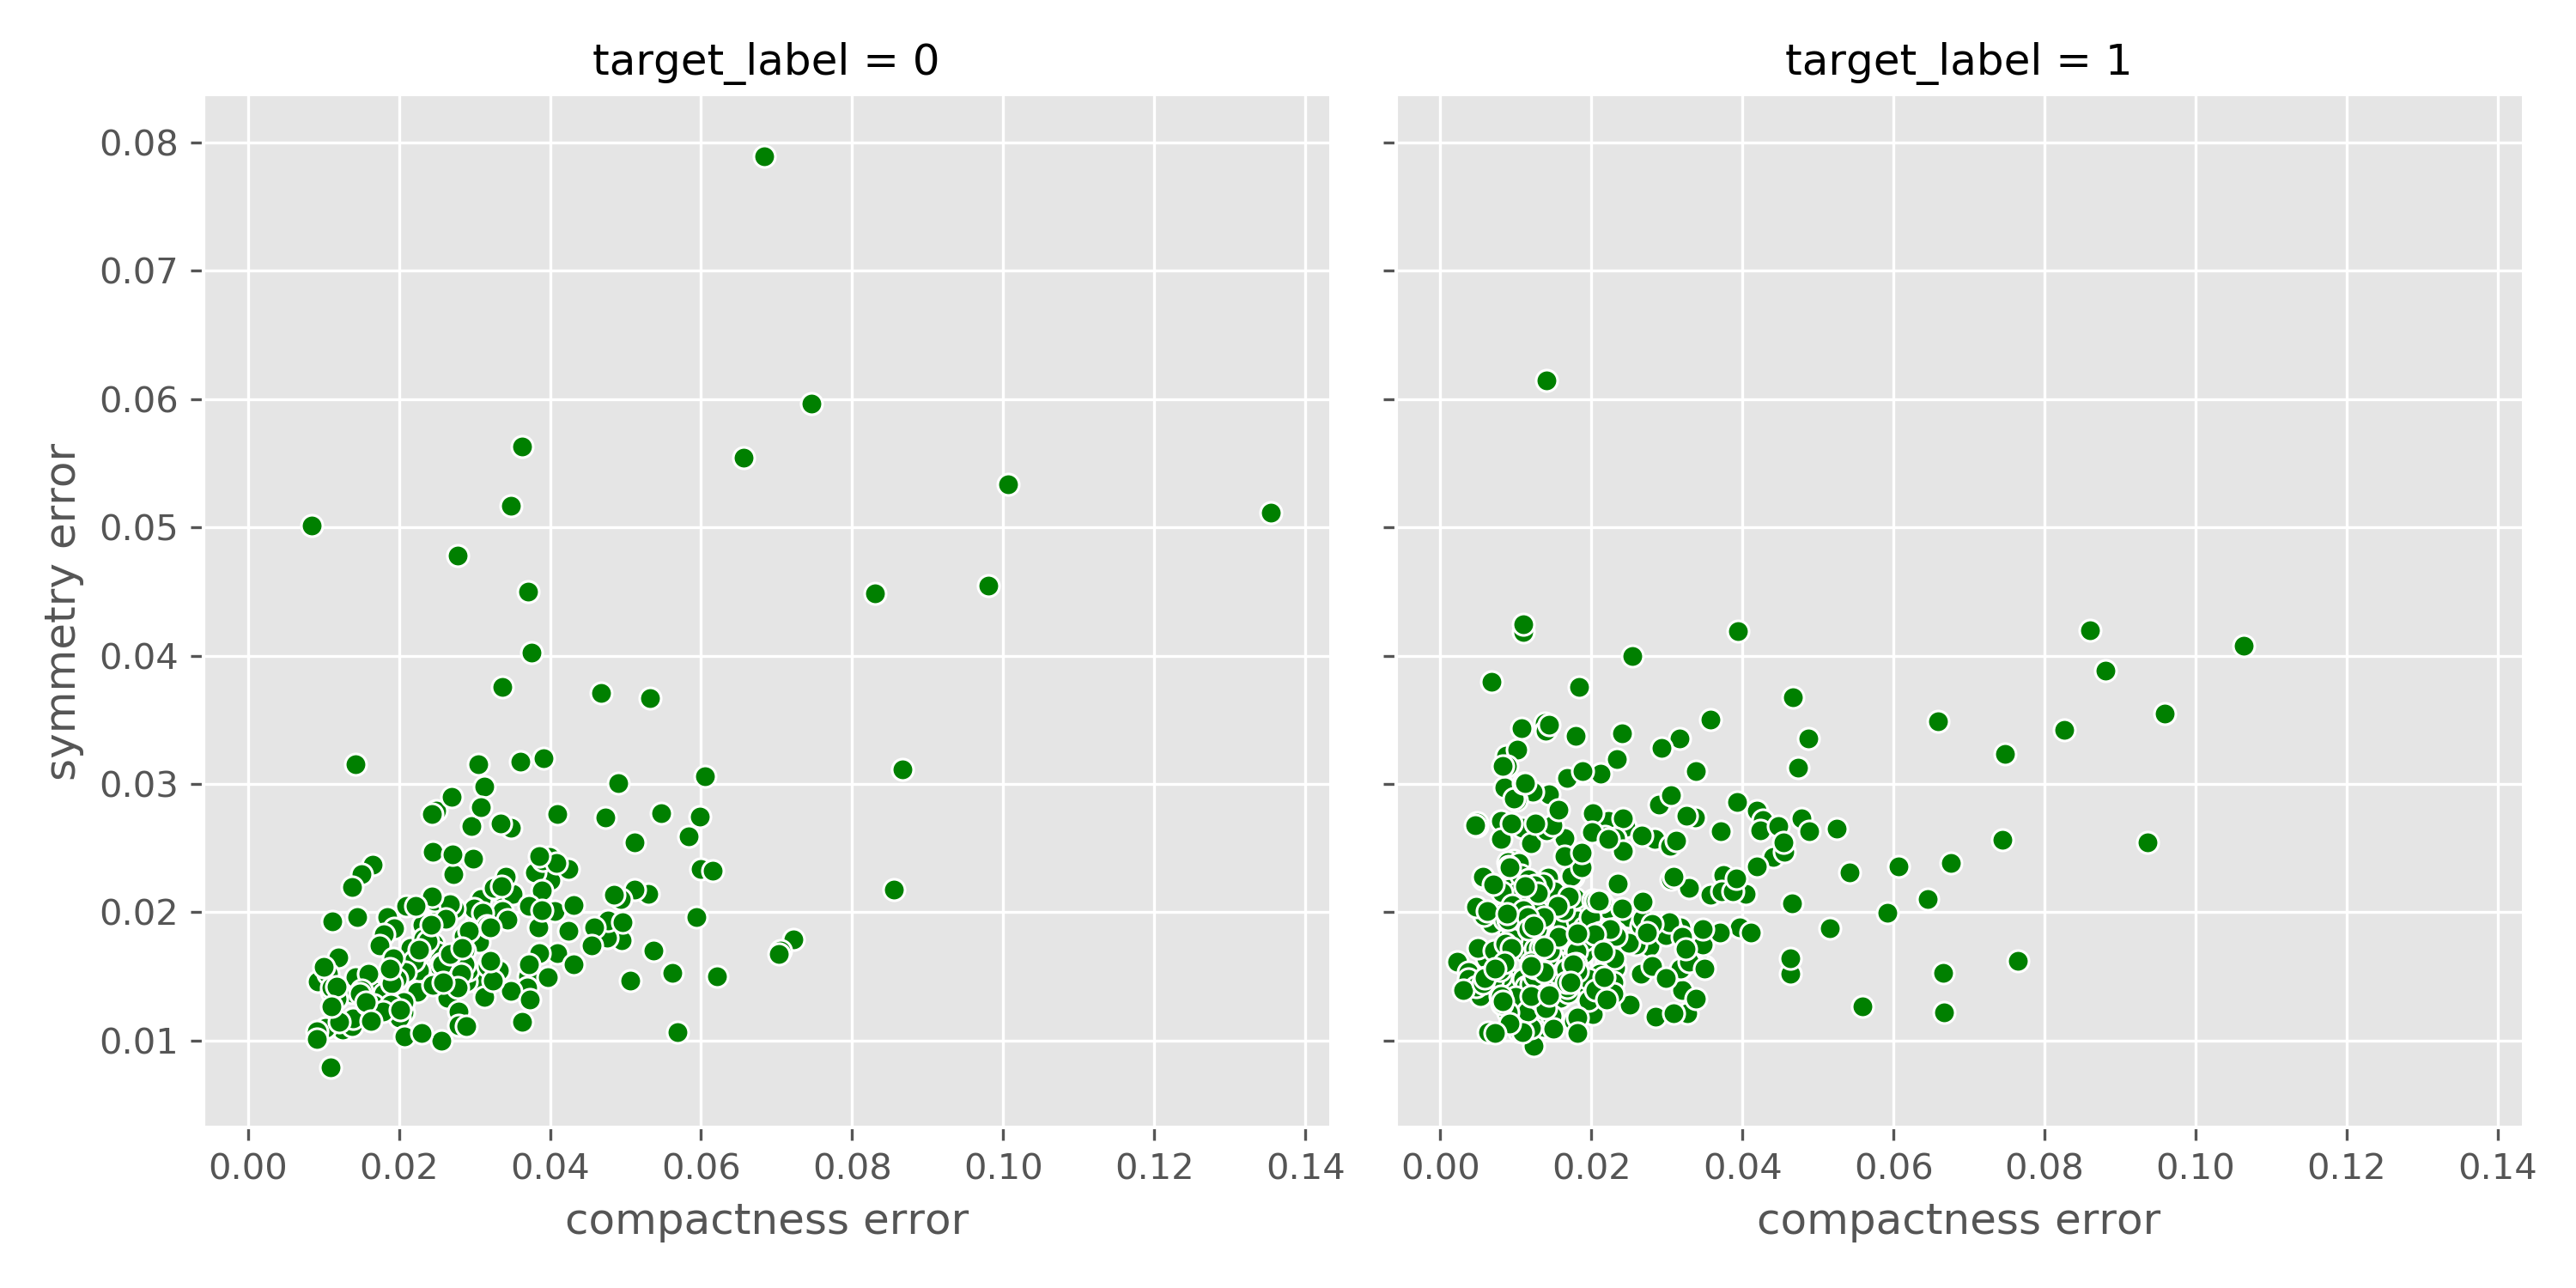 target_label = 0
target_label = 1
0.08
0.07
0.06
0.05
0.04
0.03
0.02
0.01
symmetry error
0.00 0.02 0.04 0.06 0.08 0.10 0.12 0.14
0.00 0.02 0.04 0.06 0.08 0.10 0.12 0.14
compactness error
compactness error